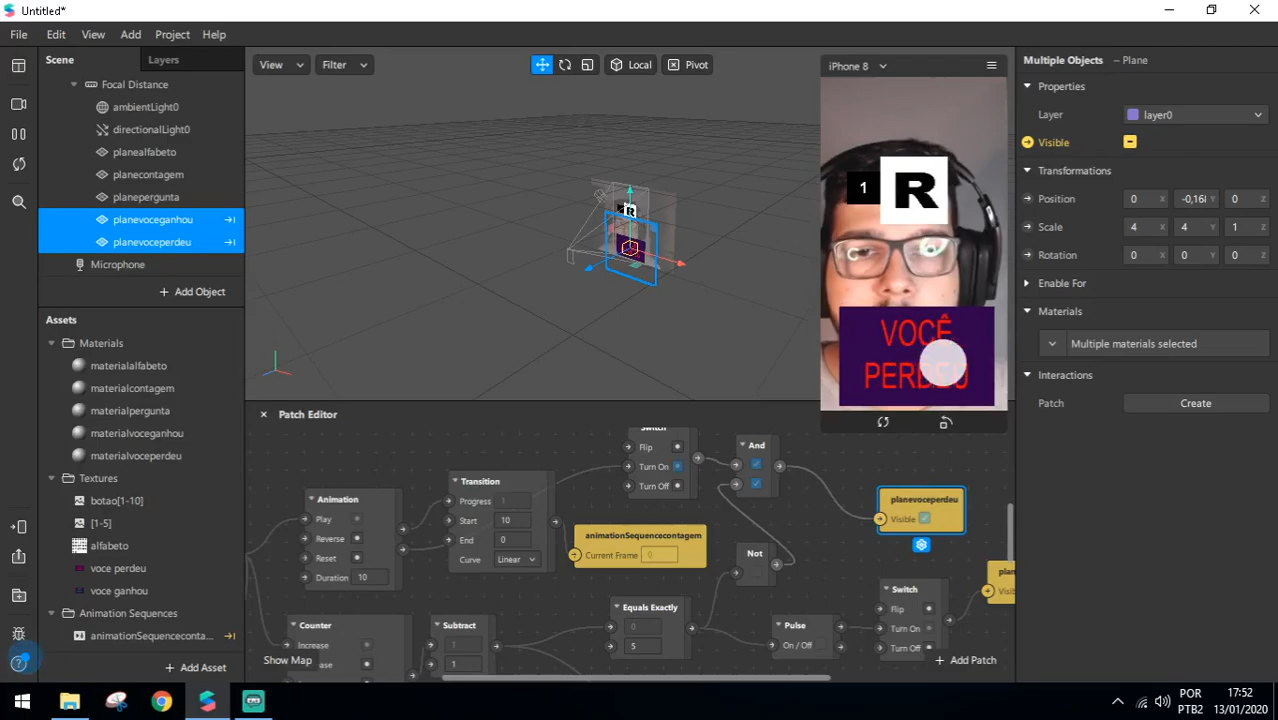 Untitled*
File Edit View Add Project Help
Scene Layers
Focal Distance
ambientLight0
directionalLight0
planealfabeto
planecontagem
planepergunta
planevoceganhou
planevoceperdeu
Microphone
+ Add Object
Assets
Materials
materialalfabeto
materialcontagem
materialpergunta
materialvoceganhou
materialvoceperdeu
Textures
botao[1-10]
[1-5]
alfabeto
voce perdeu
voce ganhou
Animation Sequences
animationSequenceconta...
+ Add Asset
View Filter
Local Pivot
iPhone 8
1 R
VOCÊ
PERDEU
Multiple Objects – Plane
Properties
Layer layer0
Visible
Transformations
Position 0 X -0,16 Y 0 Z
Scale 4 X 4 Y 1 Z
Rotation 0 X 0 Y 0 Z
Enable For
Materials
Multiple materials selected
Interactions
Patch Create
Patch Editor
Animation
Play
Reverse
Reset
Duration 10
Transition
Progress 1
Start 10
End 0
Curve Linear
animationSequencecontagem
Current Frame 0
Switch
Flip
Turn On
Turn Off
And
Not
planevoceperdeu
Visible
Counter
Increase
Subtract
1
1
Equals Exactly
0
5
Pulse
On / Off
Switch
Flip
Turn On
Turn Off
Show Map
+ Add Patch
POR
PTB2
17:52
13/01/2020